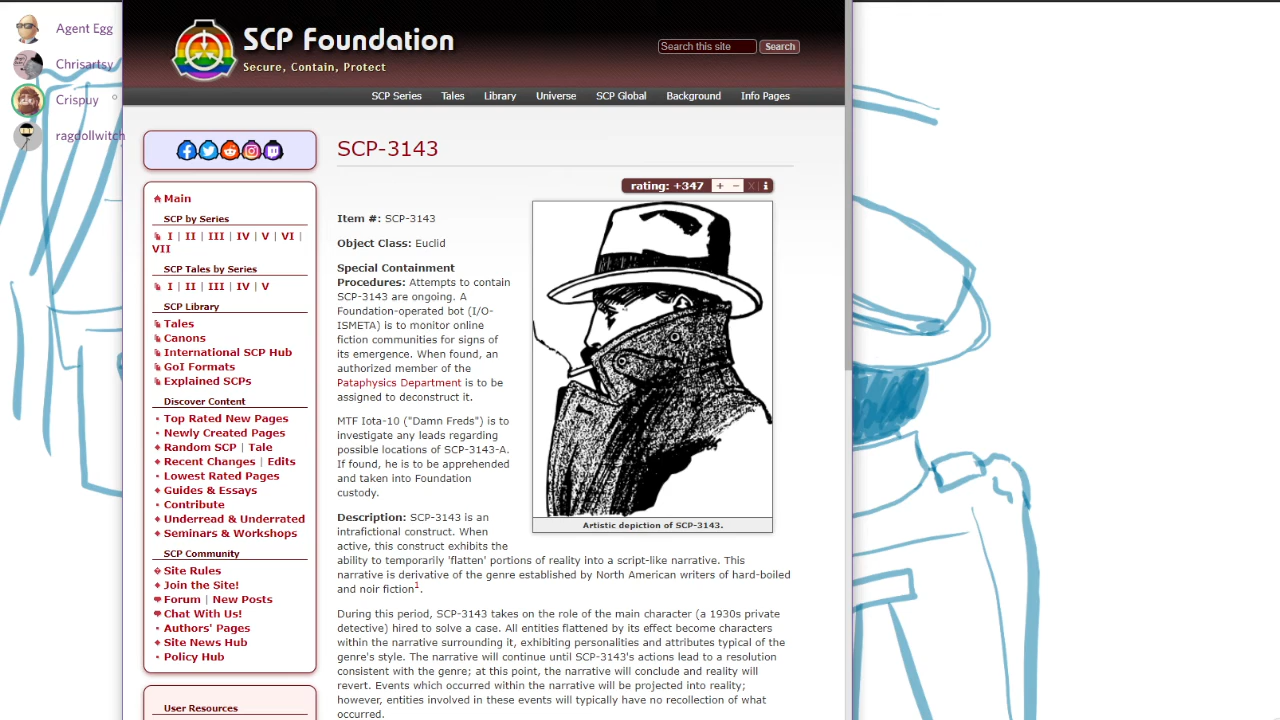 Agent Egg
Chrisartsy
Crispuy
ragdollwitch
SCP Foundation
Secure, Contain, Protect
Search this site
Search
SCP Series Tales Library Universe SCP Global Background Info Pages
Main
SCP by Series
I | II | III | IV | V | VI |
VII
SCP Tales by Series
I | II | III | IV | V
SCP Library
Tales
Canons
International SCP Hub
GoI Formats
Explained SCPs
Discover Content
Top Rated New Pages
Newly Created Pages
Random SCP | Tale
Recent Changes | Edits
Lowest Rated Pages
Guides & Essays
Contribute
Underread & Underrated
Seminars & Workshops
SCP Community
Site Rules
Join the Site!
Forum | New Posts
Chat With Us!
Authors' Pages
Site News Hub
Policy Hub
User Resources
SCP-3143
rating: +347 + − X i
Item #: SCP-3143
Object Class: Euclid
Special Containment
Procedures: Attempts to contain
SCP-3143 are ongoing. A
Foundation-operated bot (I/O-
ISMETA) is to monitor online
fiction communities for signs of
its emergence. When found, an
authorized member of the
Pataphysics Department is to be
assigned to deconstruct it.
MTF Iota-10 ("Damn Freds") is to
investigate any leads regarding
possible locations of SCP-3143-A.
If found, he is to be apprehended
and taken into Foundation
custody.
Artistic depiction of SCP-3143.
Description: SCP-3143 is an
intrafictional construct. When
active, this construct exhibits the
ability to temporarily 'flatten' portions of reality into a script-like narrative. This
narrative is derivative of the genre established by North American writers of hard-boiled
and noir fiction1.
During this period, SCP-3143 takes on the role of the main character (a 1930s private
detective) hired to solve a case. All entities flattened by its effect become characters
within the narrative surrounding it, exhibiting personalities and attributes typical of the
genre's style. The narrative will continue until SCP-3143's actions lead to a resolution
consistent with the genre; at this point, the narrative will conclude and reality will
revert. Events which occurred within the narrative will be projected into reality;
however, entities involved in these events will typically have no recollection of what
occurred.